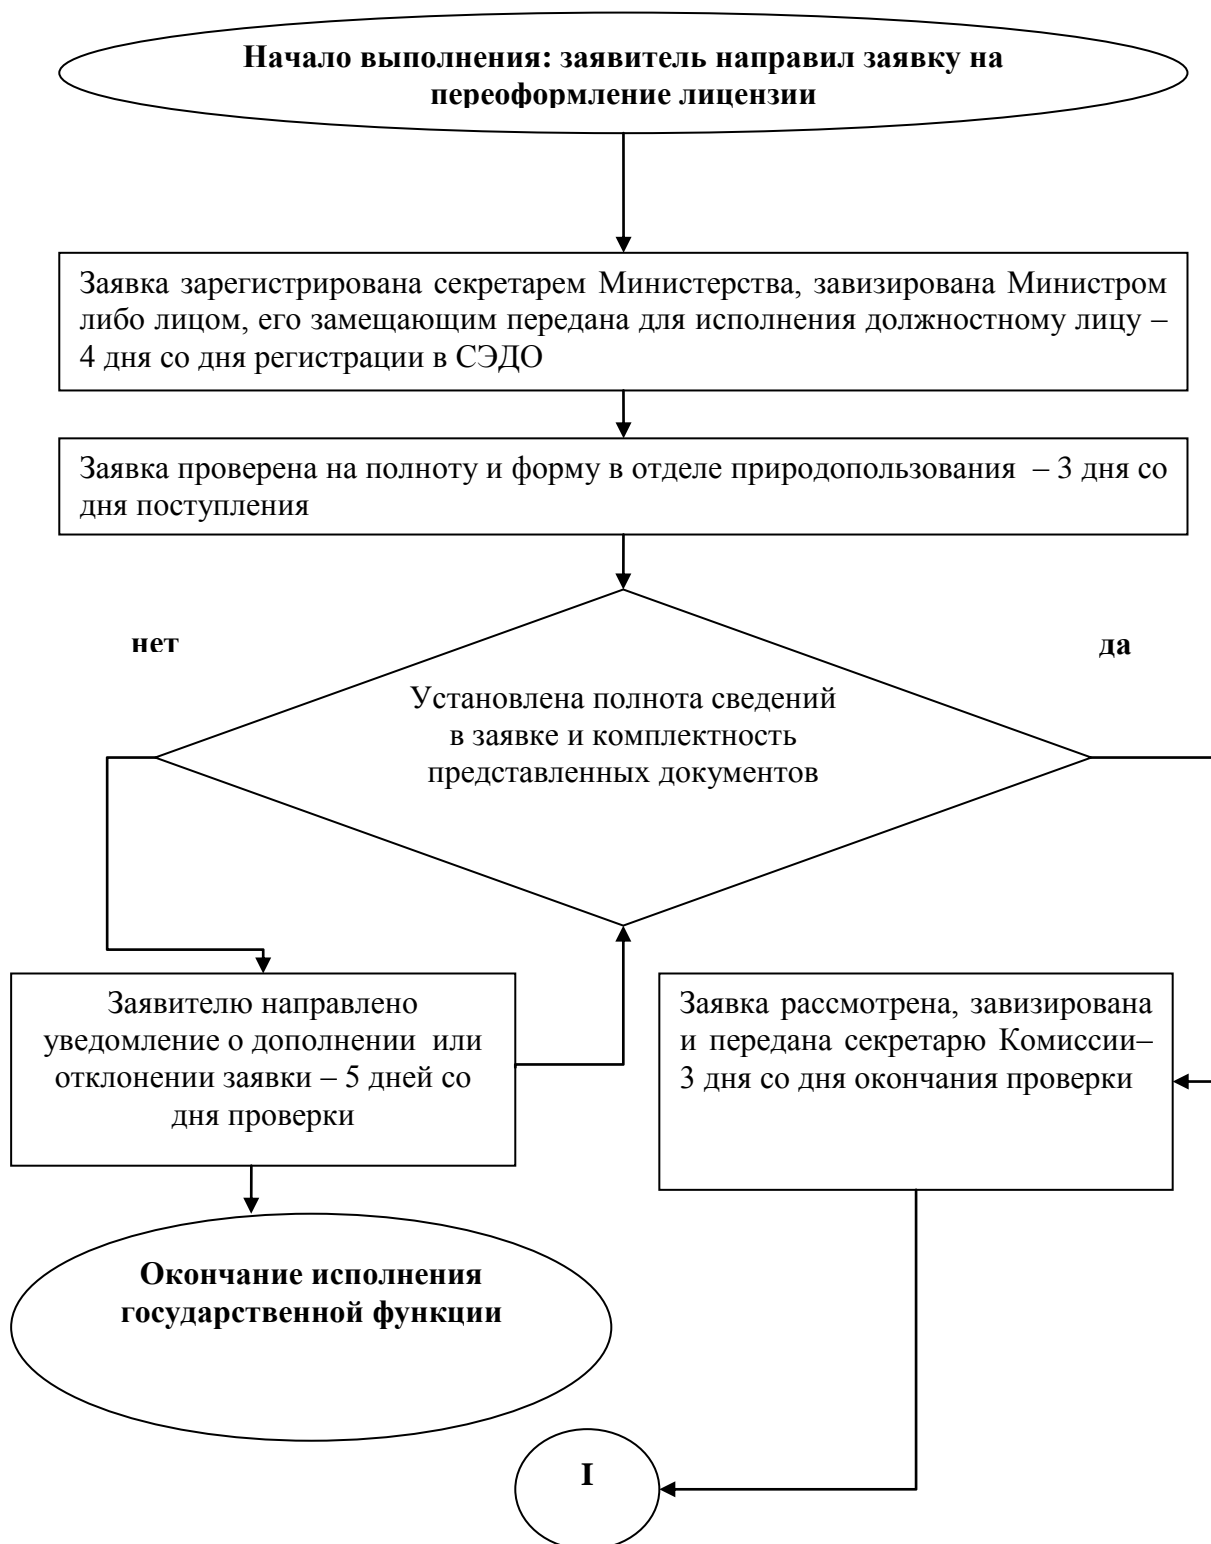 Начало выполнения: заявитель направил заявку на
переоформление лицензии
Заявка зарегистрирована секретарем Министерства, завизирована Министром
либо лицом, его замещающим передана для исполнения должностному лицу –
4 дня со дня регистрации в СЭДО
Заявка проверена на полноту и форму в отделе природопользования – 3 дня со
дня поступления
нет
да
Установлена полнота сведений
в заявке и комплектность
представленных документов
Заявителю направлено
уведомление о дополнении или
отклонении заявки – 5 дней со
дня проверки
Заявка рассмотрена, завизирована
и передана секретарю Комиссии–
3 дня со дня окончания проверки
Окончание исполнения
государственной функции
I